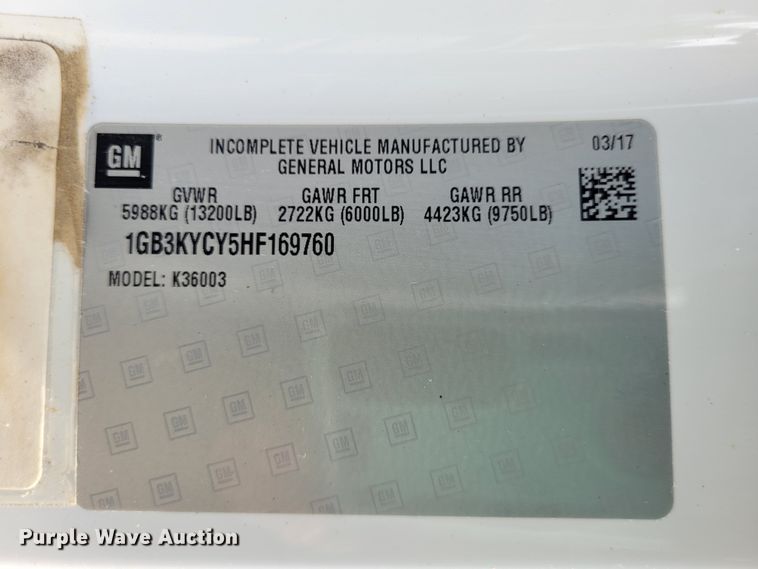 GM® INCOMPLETE VEHICLE MANUFACTURED BY 03/17
GENERAL MOTORS LLC
GVWR GAWR FRT GAWR RR
5988KG (13200LB) 2722KG (6000LB) 4423KG (9750LB)
1GB3KYCY5HF169760
MODEL: K36003
Purple Wave Auction